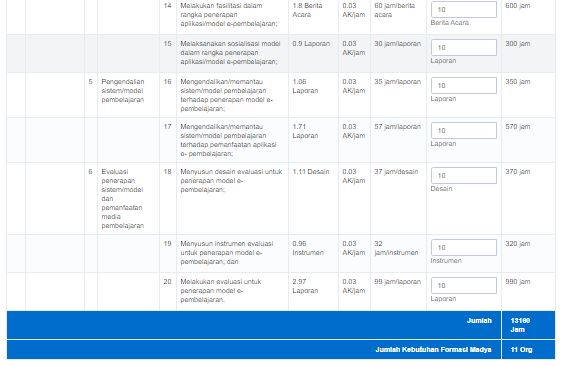 14 Melakukan fasilitasi dalam 1.8 Berita 0.03 60 jam/berita 600 jam
rangka penerapan Acara AK/jam acara 10
aplikasi/model e-pembelajaran; Berita Acara
15 Melaksanakan sosialisasi model 0.9 Laporan 0.03 30 jam/laporan 300 jam
dalam rangka penerapan AK/jam 10
aplikasi/model e-pembelajaran; Laporan
5 Pengendalian 16 Mengendalikan/memantau 1.06 0.03 35 jam/laporan 350 jam
sistem/model sistem/model pembelajaran Laporan AK/jam 10
pembelajaran terhadap penerapan model e- Laporan
pembelajaran;
17 Mengendalikan/memantau 1.71 0.03 57 jam/laporan 570 jam
sistem/model pembelajaran Laporan AK/jam 10
terhadap pemanfaatan aplikasi Laporan
e- pembelajaran;
6 Evaluasi 18 Menyusun desain evaluasi untuk 1.11 Desain 0.03 37 jam/desain 370 jam
penerapan penerapan model e- AK/jam 10
sistem/model pembelajaran; Desain
dan
pemanfaatan
media
pembelajaran
19 Menyusun instrumen evaluasi 0.96 0.03 32 320 jam
untuk penerapan model e- Instrumen AK/jam jam/instrumen 10
pembelajaran; dan Instrumen
20 Melakukan evaluasi untuk 2.97 0.03 99 jam/laporan 990 jam
penerapan model e- Laporan AK/jam 10
pembelajaran. Laporan
Jumlah 13160
Jam
Jumlah Kebutuhan Formasi Madya 11 Org